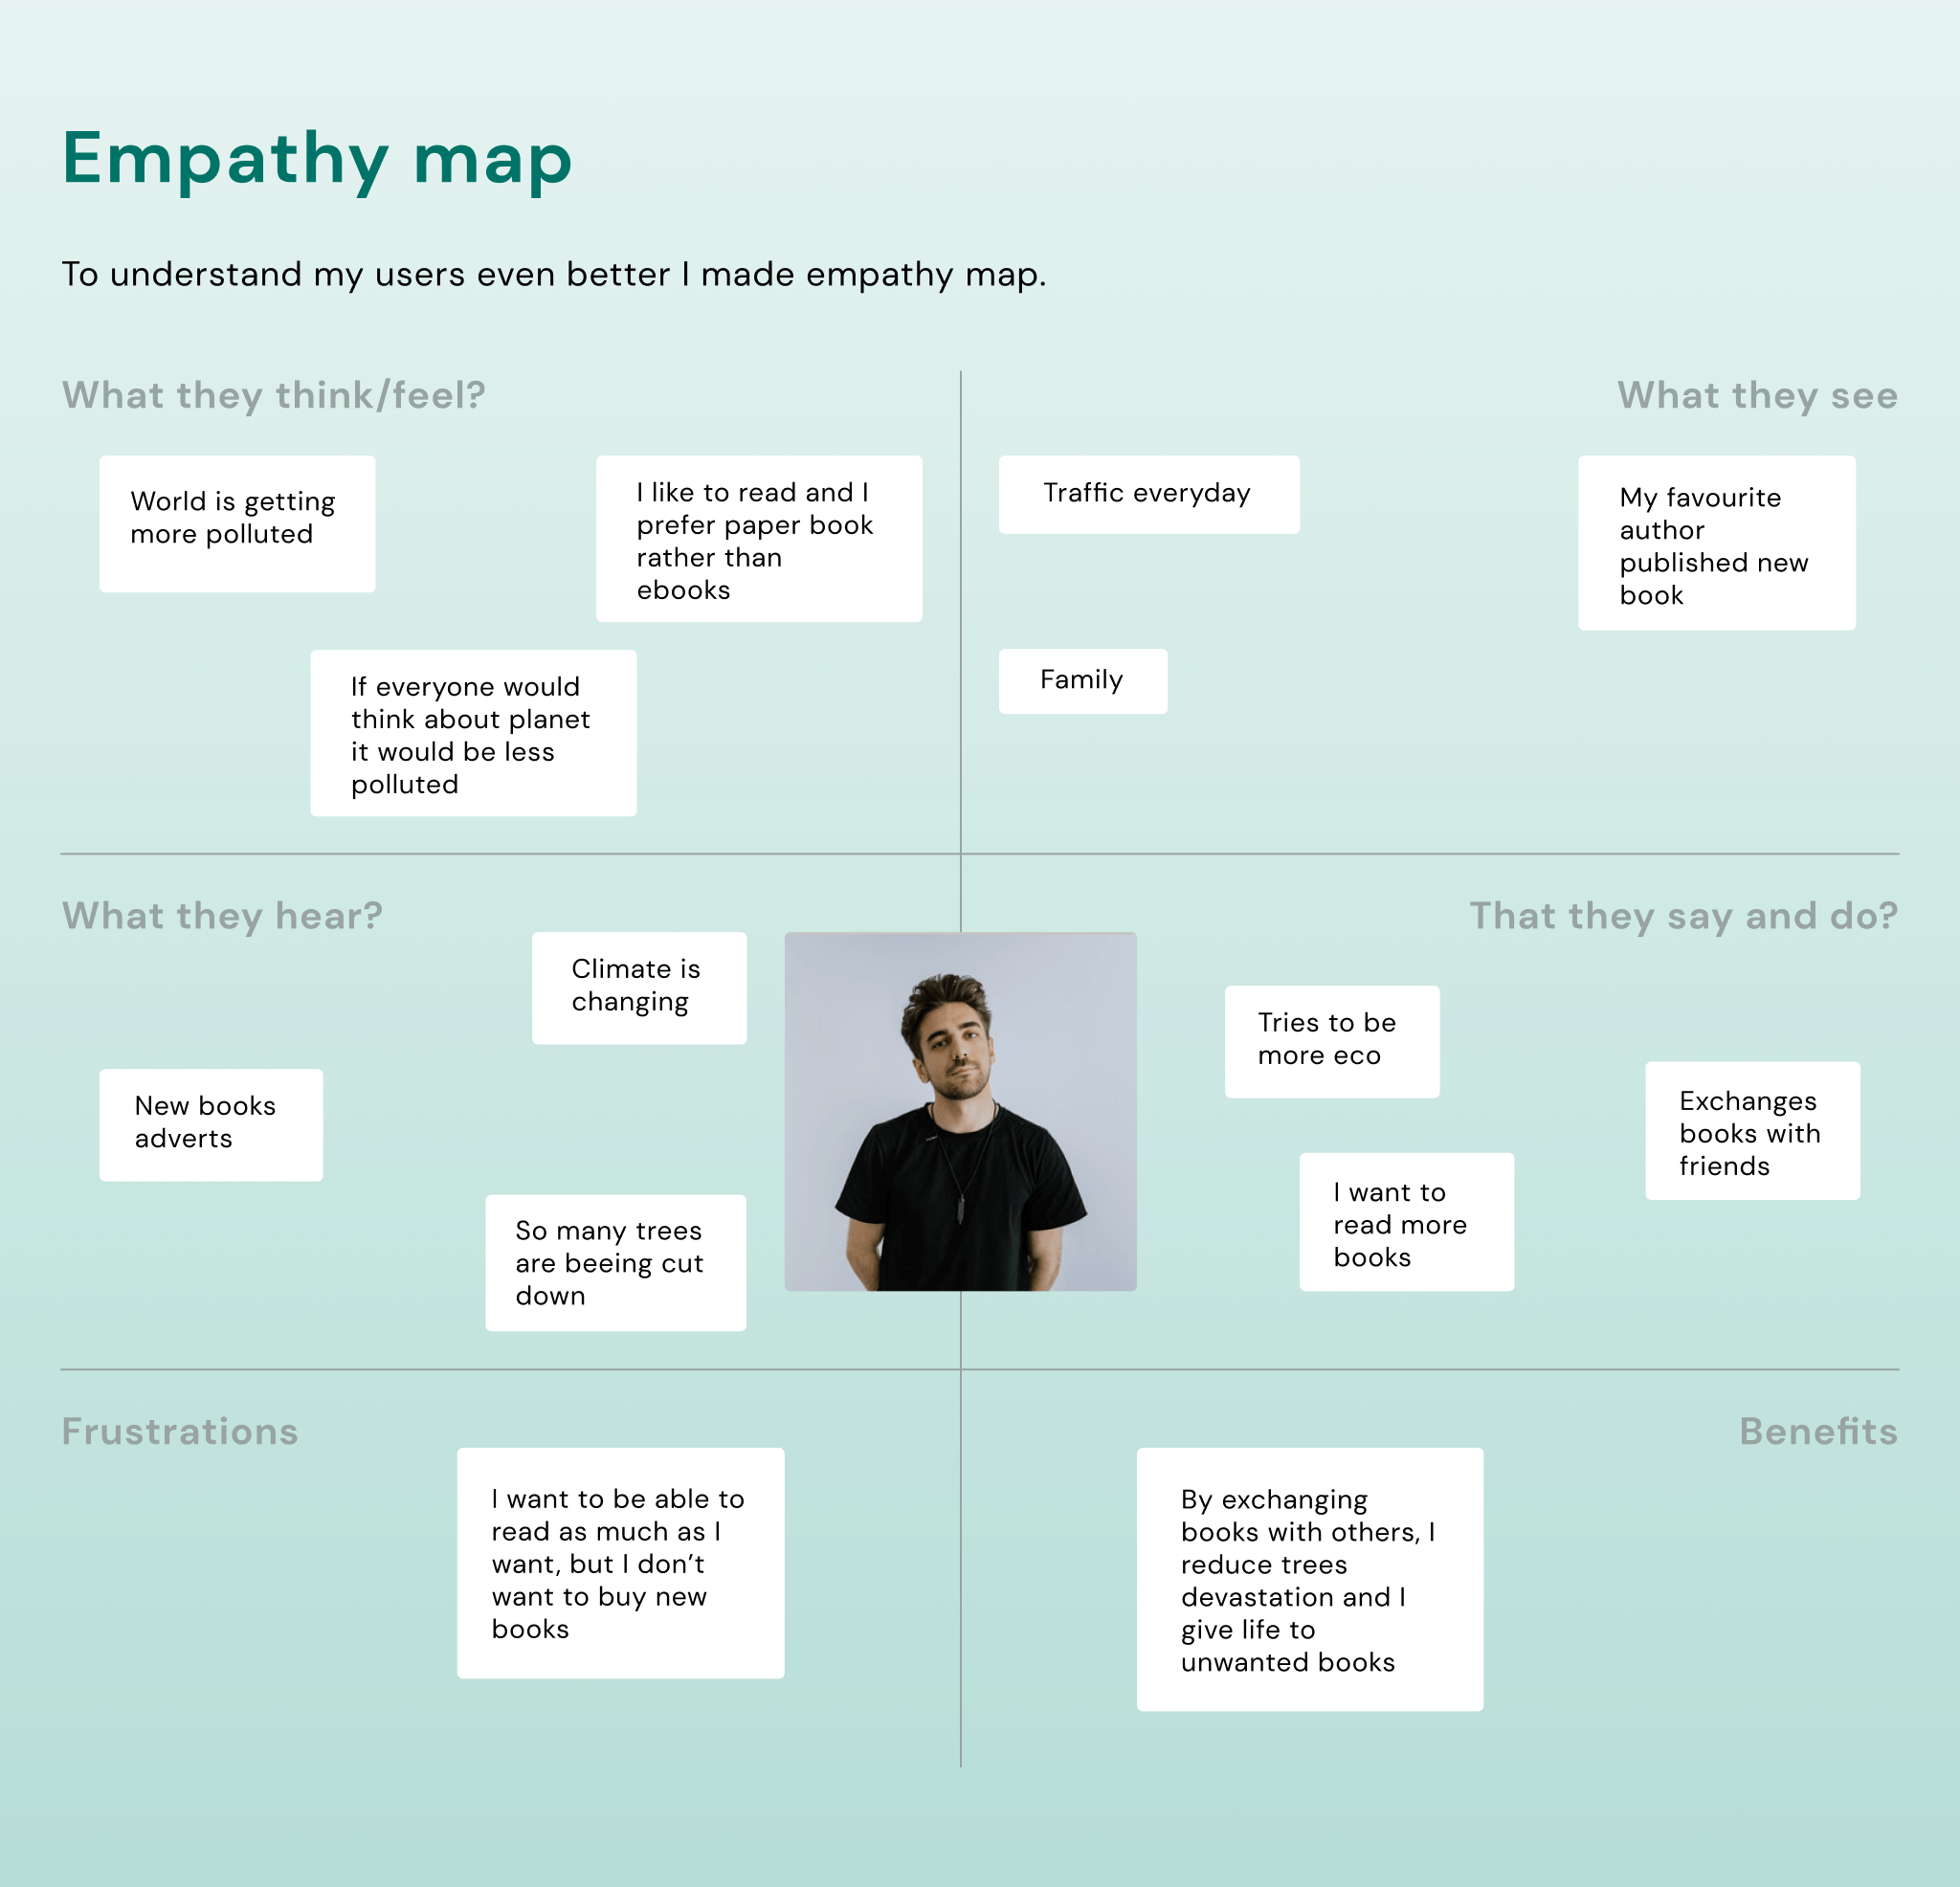 Empathy map
To understand my users even better I made empathy map.
What they think/feel?
World is getting
more polluted
I like to read and I
prefer paper book
rather than
ebooks
If everyone would
think about planet
it would be less
polluted
What they see
Traffic everyday
My favourite
author
published new
book
Family
What they hear?
Climate is
changing
New books
adverts
So many trees
are beeing cut
down
That they say and do?
Tries to be
more eco
Exchanges
books with
friends
I want to
read more
books
Frustrations
I want to be able to
read as much as I
want, but I don’t
want to buy new
books
Benefits
By exchanging
books with others, I
reduce trees
devastation and I
give life to
unwanted books